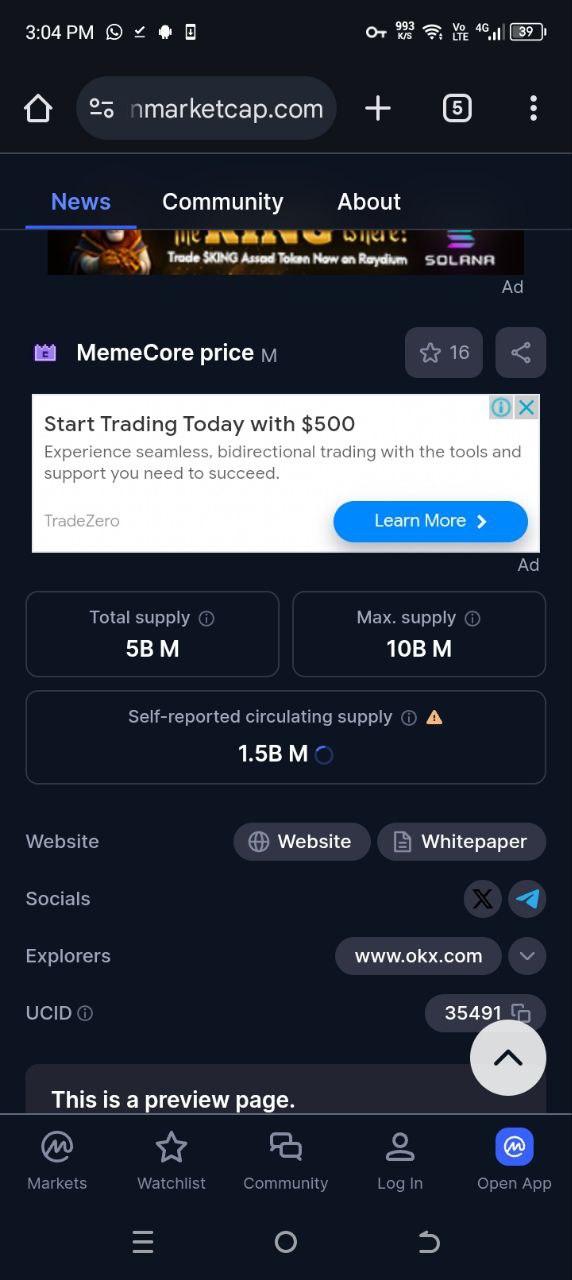 3:04 PM
993
K/S
Vo
LTE
4G
39
nmarketcap.com
5
News
Community
About
the KING is here!
Trade $KING Assad Token Now on Raydium
SOLANA
Ad
MemeCore price M
16
Start Trading Today with $500
Experience seamless, bidirectional trading with the tools and
support you need to succeed.
TradeZero
Learn More
Ad
Total supply
5B M
Max. supply
10B M
Self-reported circulating supply
1.5B M
Website
Website
Whitepaper
Socials
Explorers
www.okx.com
UCID
35491
This is a preview page.
Markets
Watchlist
Community
Log In
Open App